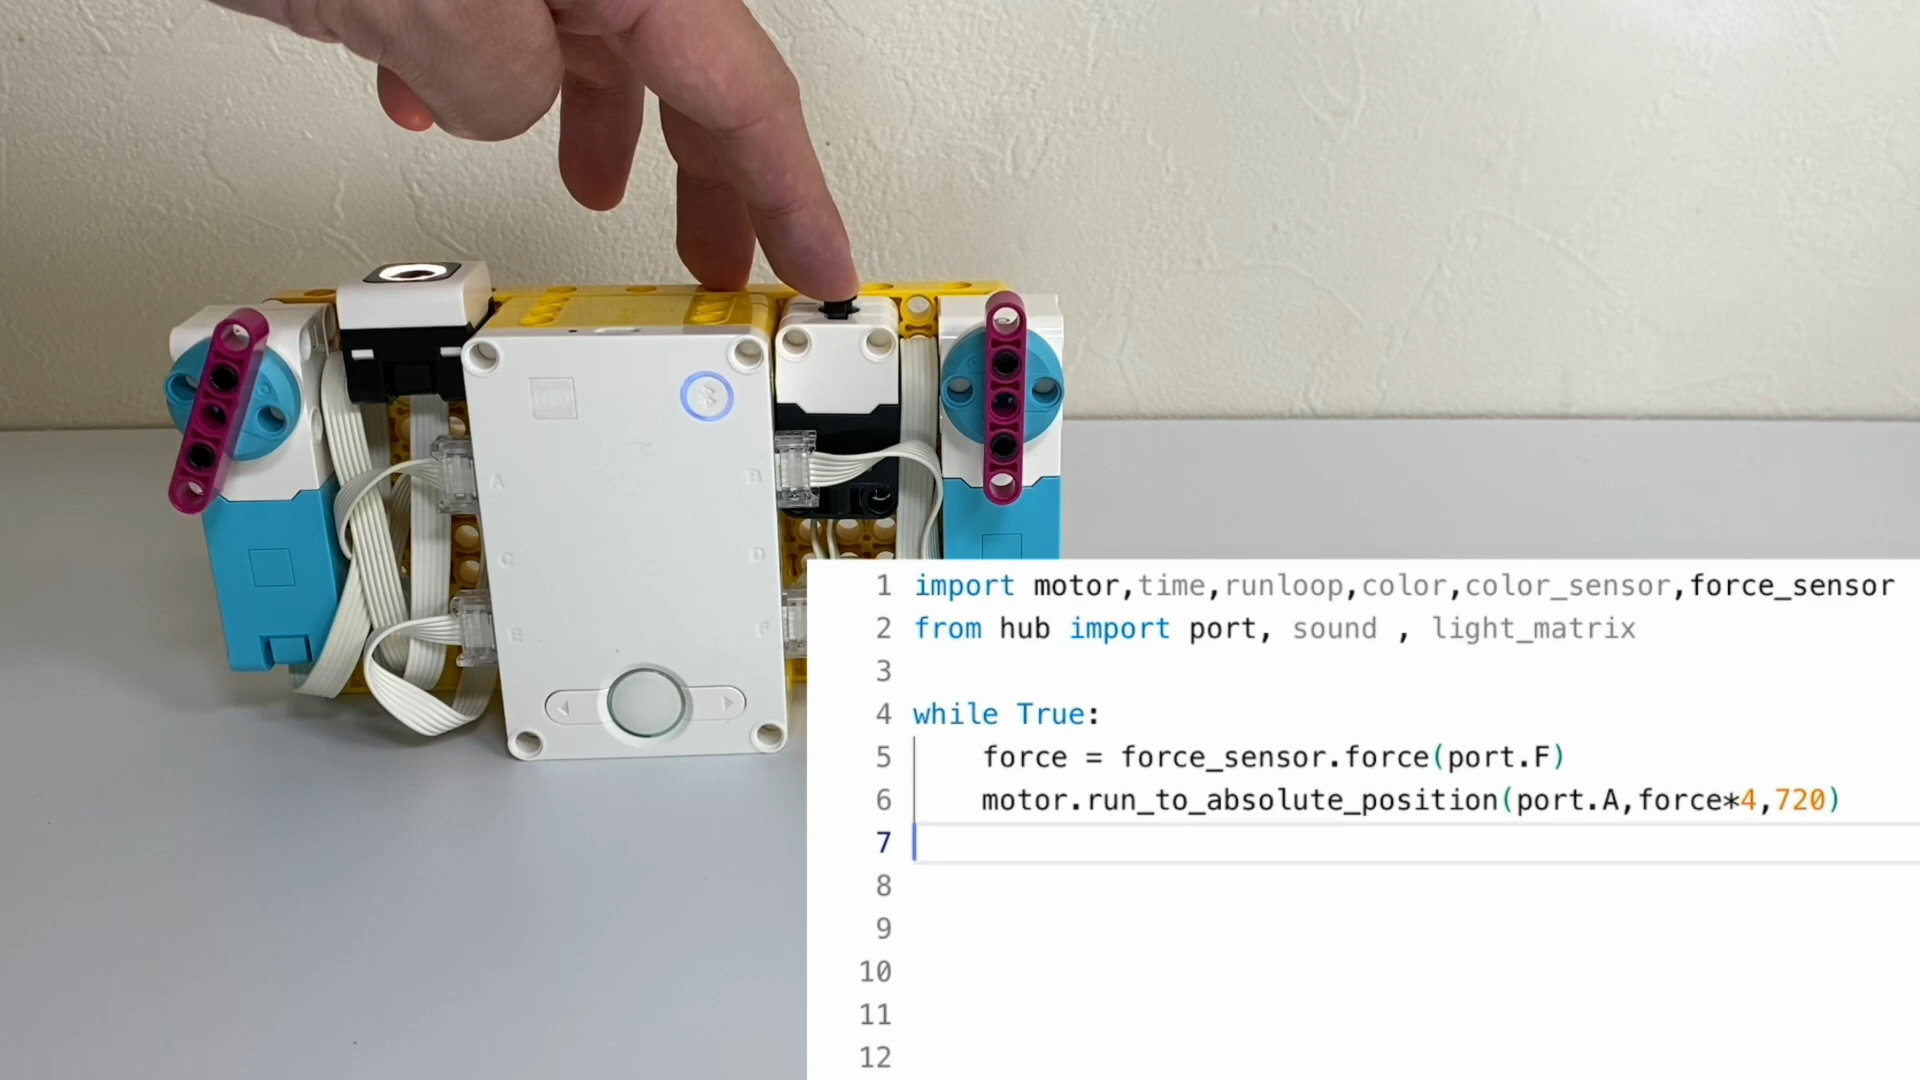 A
B
C
D
E
F
1 import motor,time,runloop,color,color_sensor,force_sensor
2 from hub import port, sound , light_matrix
3
4 while True:
5 force = force_sensor.force(port.F)
6 motor.run_to_absolute_position(port.A,force*4,720)
7
8
9
10
11
12